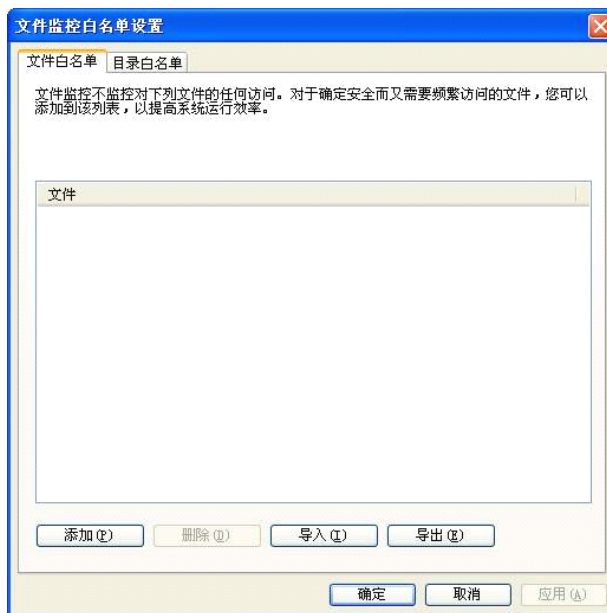 文件监控白名单设置
文件白名单 目录白名单
文件监控不监控对下列文件的任何访问。对于确定安全而又需要频繁访问的文件，您可以
添加到该列表，以提高系统运行效率。
文件
添加(P) 删除(D) 导入(I) 导出(E)
确定 取消 应用(A)